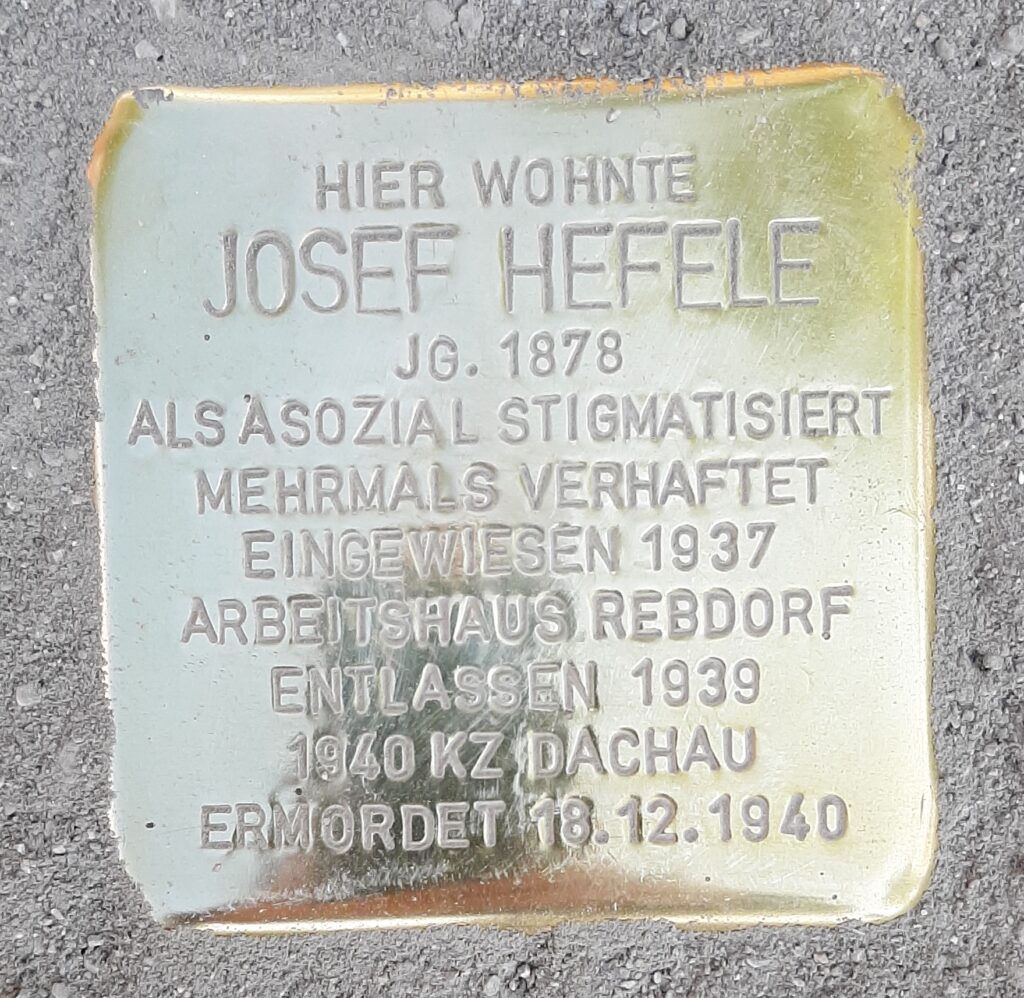 HIER WOHNTE
JOSEF HEFELE
JG. 1878
ALS ASOZIAL STIGMATISIERT
MEHRMALS VERHAFTET
EINGEWIESEN 1937
ARBEITSHAUS REBDORF
ENTLASSEN 1939
1940 KZ DACHAU
ERMORDET 18.12.1940